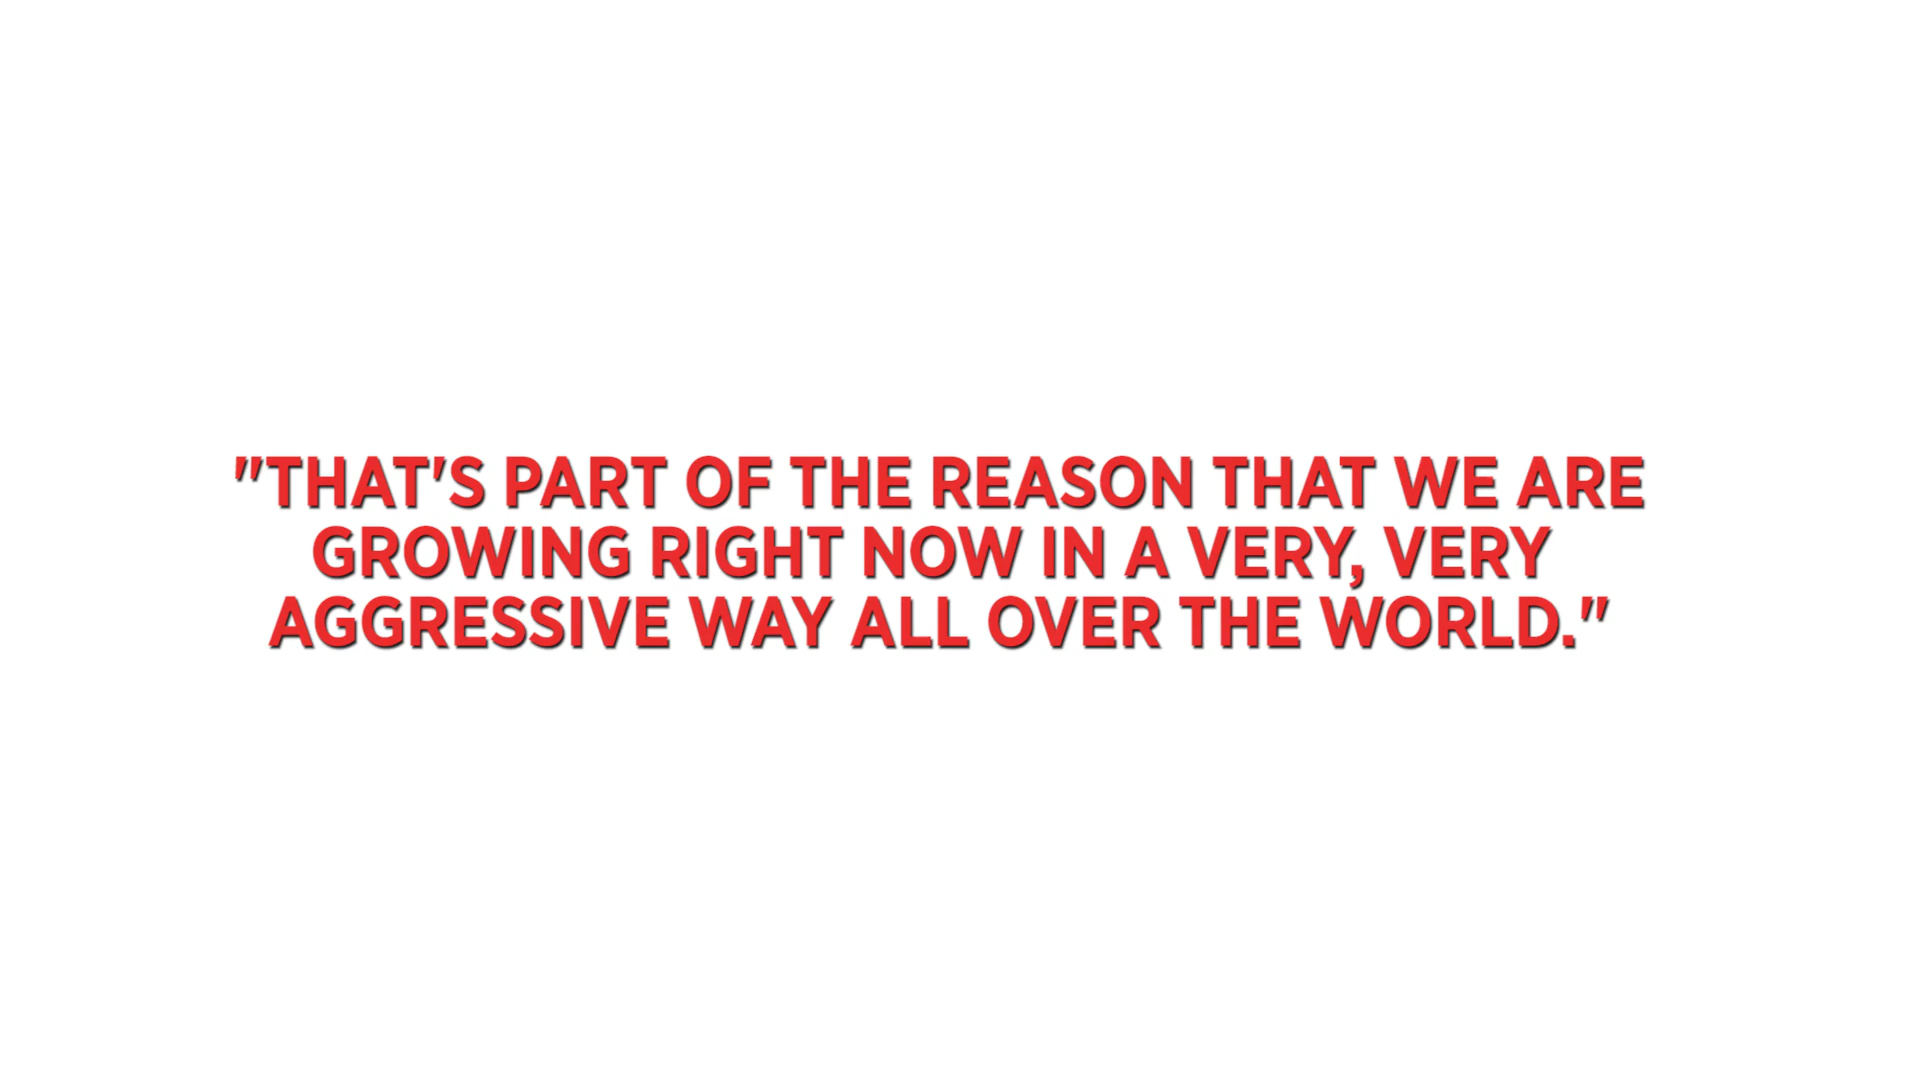 "THAT'S PART OF THE REASON THAT WE ARE
GROWING RIGHT NOW IN A VERY, VERY
AGGRESSIVE WAY ALL OVER THE WORLD."